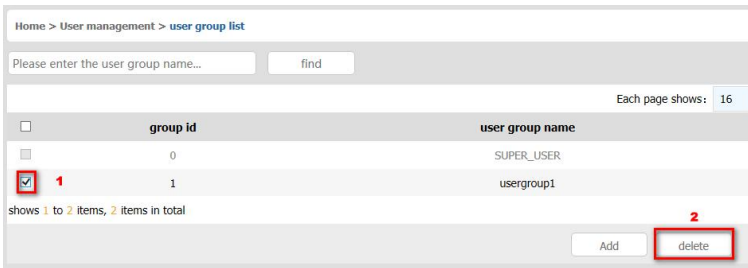 Home > User management > user group list
Please enter the user group name... find
Each page shows: 16
group id user group name
0 SUPER_USER
1 1 usergroup1
shows 1 to 2 items, 2 items in total
2
Add delete